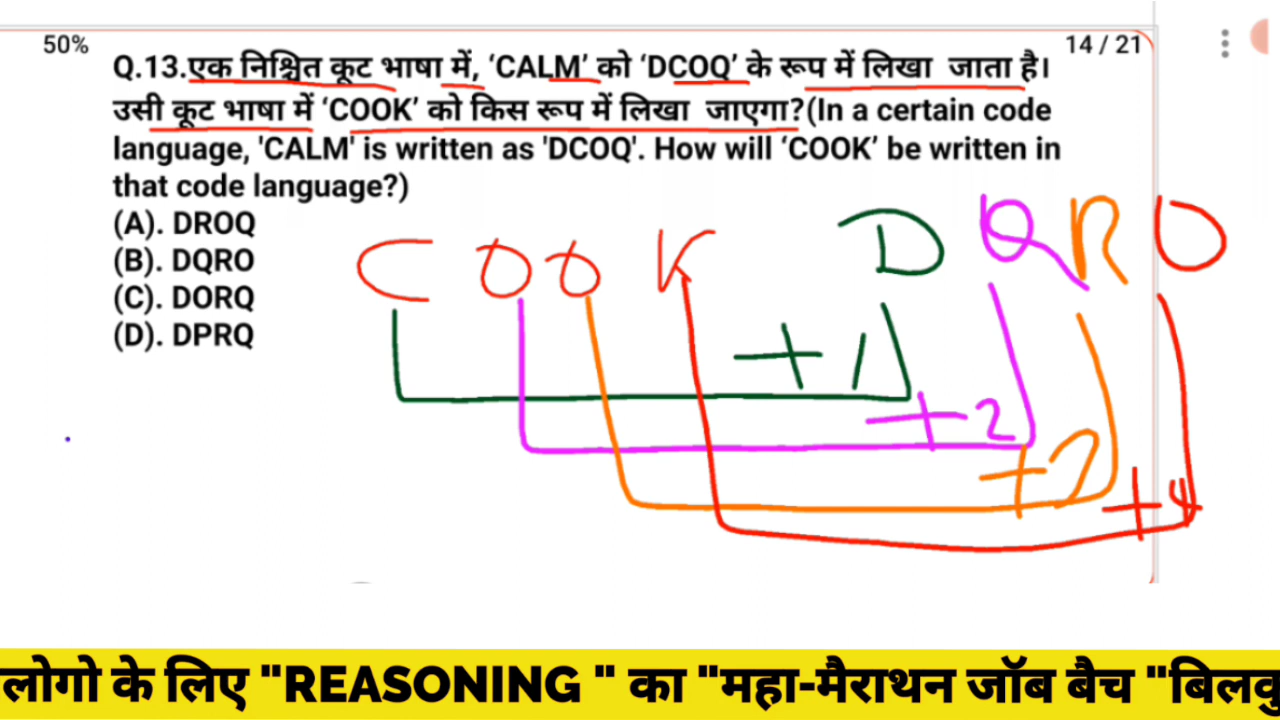 50%
14 / 21
Q.13.एक निश्चित कूट भाषा में, ‘CALM’ को ‘DCOQ’ के रूप में लिखा जाता है।
उसी कूट भाषा में ‘COOK’ को किस रूप में लिखा जाएगा?(In a certain code
language, 'CALM' is written as 'DCOQ'. How will ‘COOK’ be written in
that code language?)
(A). DROQ
(B). DQRO
(C). DORQ
(D). DPRQ
C O O K D Q R O
+1
+2
+2
+4
लोगो के लिए "REASONING " का "महा-मैराथन जॉब बैच "बिलकु